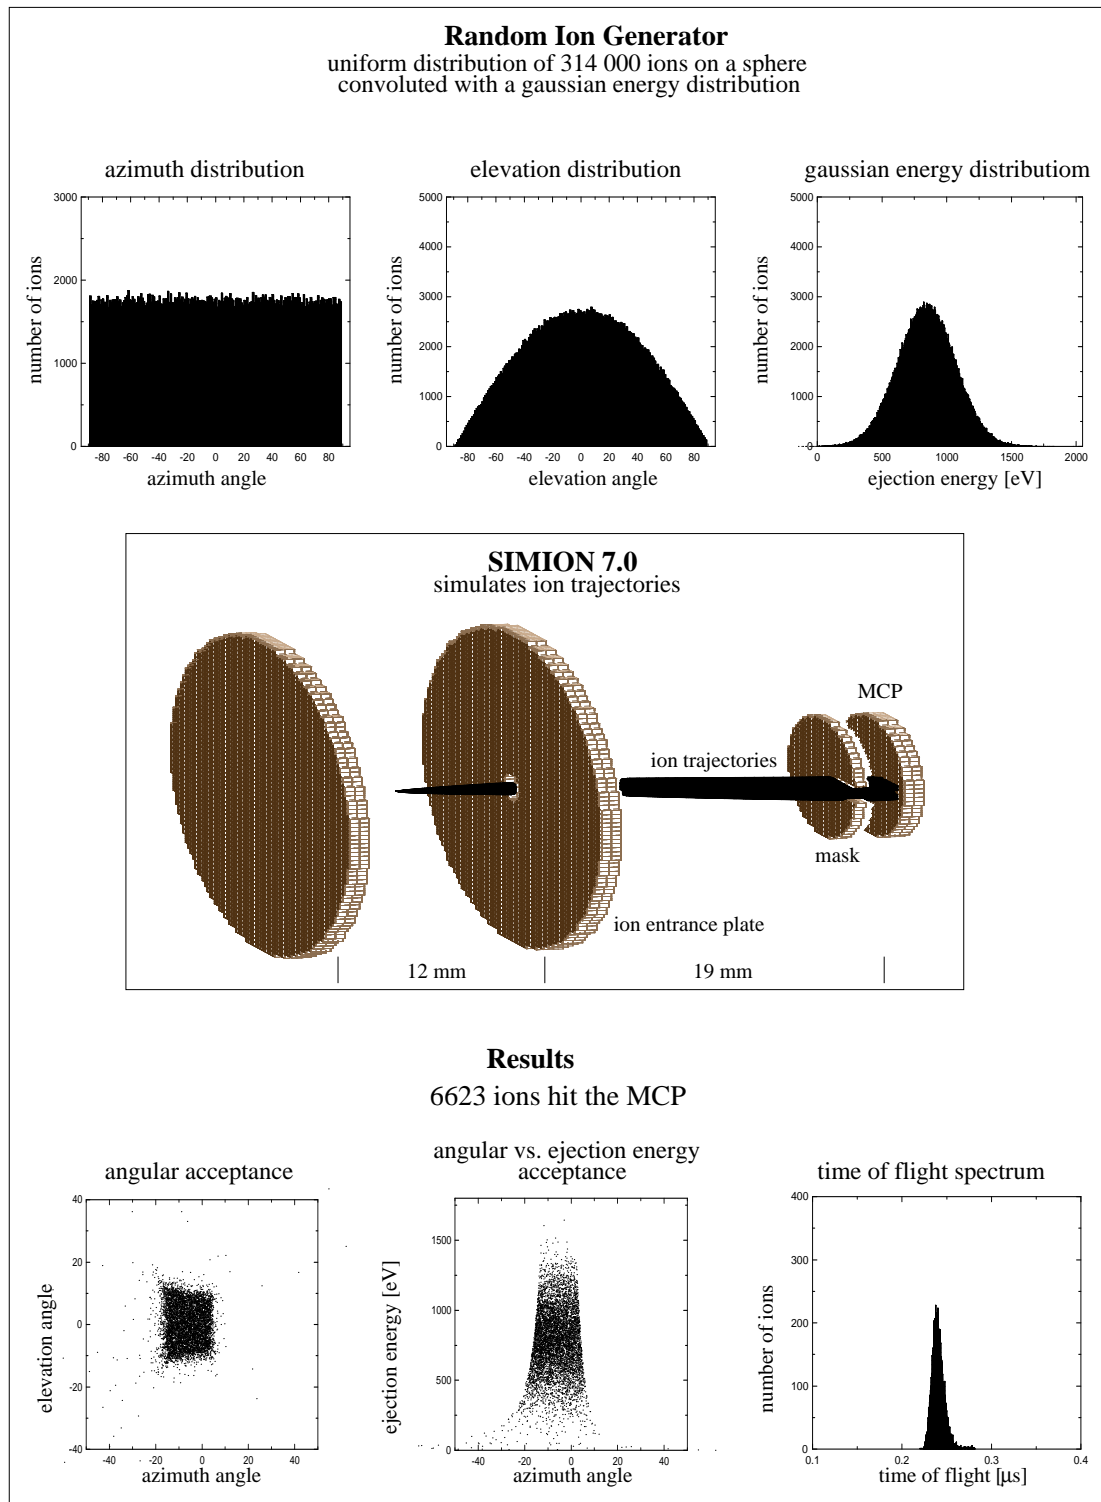 Random Ion Generator
uniform distribution of 314 000 ions on a sphere
convoluted with a gaussian energy distribution
azimuth distribution
elevation distribution
gaussian energy distributiom
3000
2000
1000
0
-80 -60 -40 -20 0 20 40 60 80
number of ions
azimuth angle
5000
4000
3000
2000
1000
0
-80 -60 -40 -20 0 20 40 60 80
number of ions
elevation angle
5000
4000
3000
2000
1000
0
0 500 1000 1500 2000
number of ions
ejection energy [eV]
SIMION 7.0
simulates ion trajectories
MCP
ion trajectories
mask
ion entrance plate
12 mm
19 mm
Results
6623 ions hit the MCP
angular acceptance
angular vs. ejection energy
acceptance
time of flight spectrum
40
20
0
-20
-40
-40 -20 0 20 40
elevation angle
azimuth angle
1500
1000
500
0
-40 -20 0 20 40
ejection energy [eV]
azimuth angle
400
300
200
100
0
0.1 0.2 0.3 0.4
number of ions
time of flight [µs]